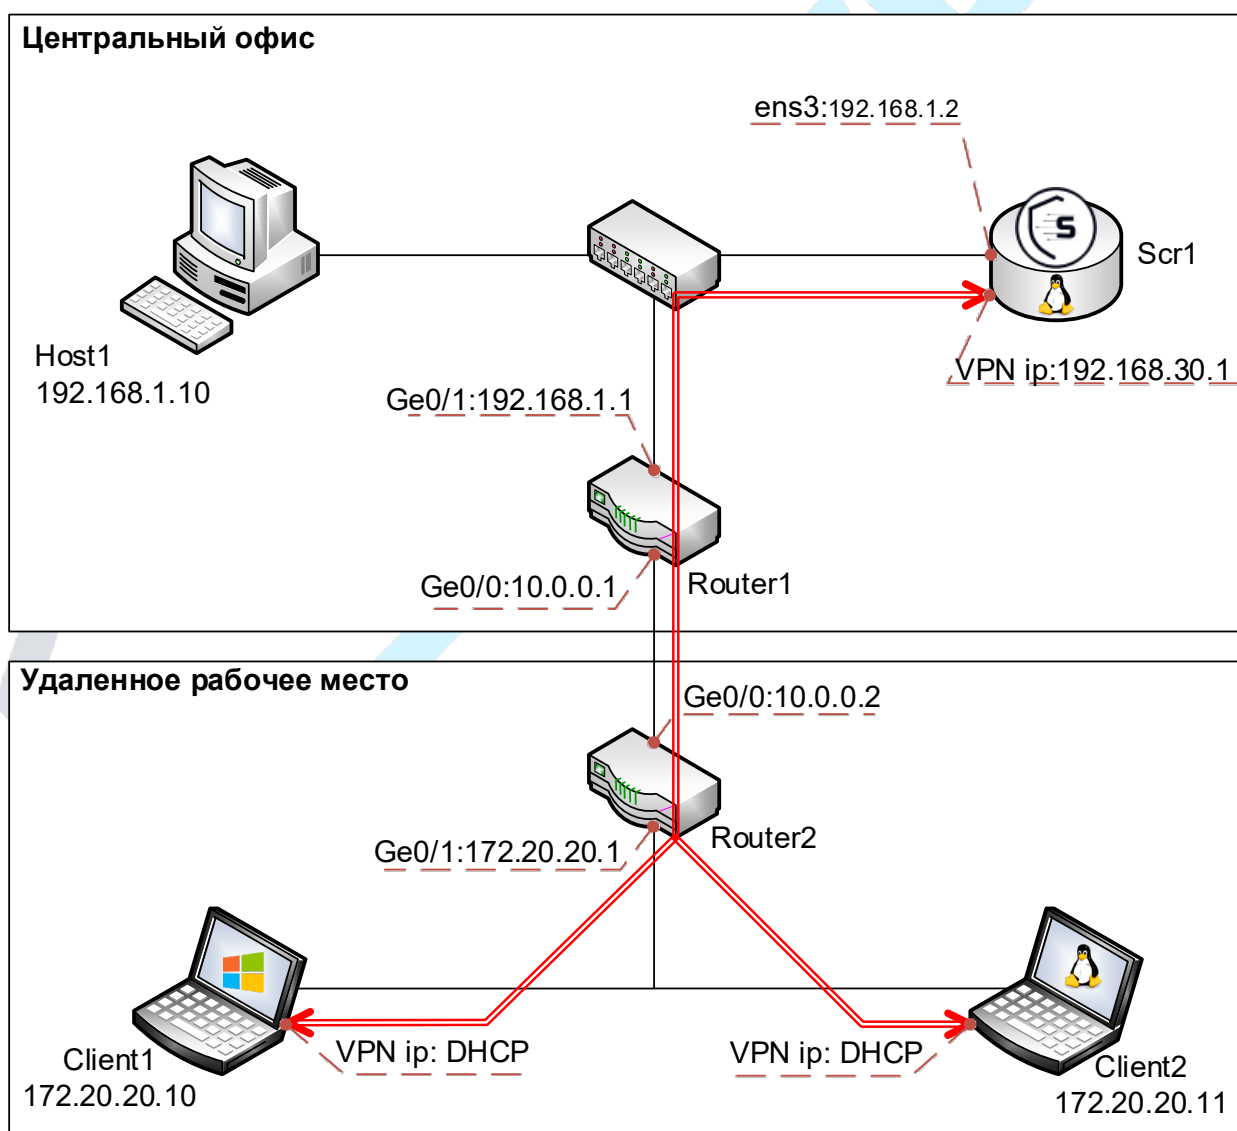 Центральный офис
ens3:192.168.1.2
S
Scr1
Host1
192.168.1.10
VPN ip:192.168.30.1
Ge0/1:192.168.1.1
Ge0/0:10.0.0.1
Router1
Удаленное рабочее место
Ge0/0:10.0.0.2
Ge0/1:172.20.20.1
Router2
VPN ip: DHCP
VPN ip: DHCP
Client1
172.20.20.10
Client2
172.20.20.11